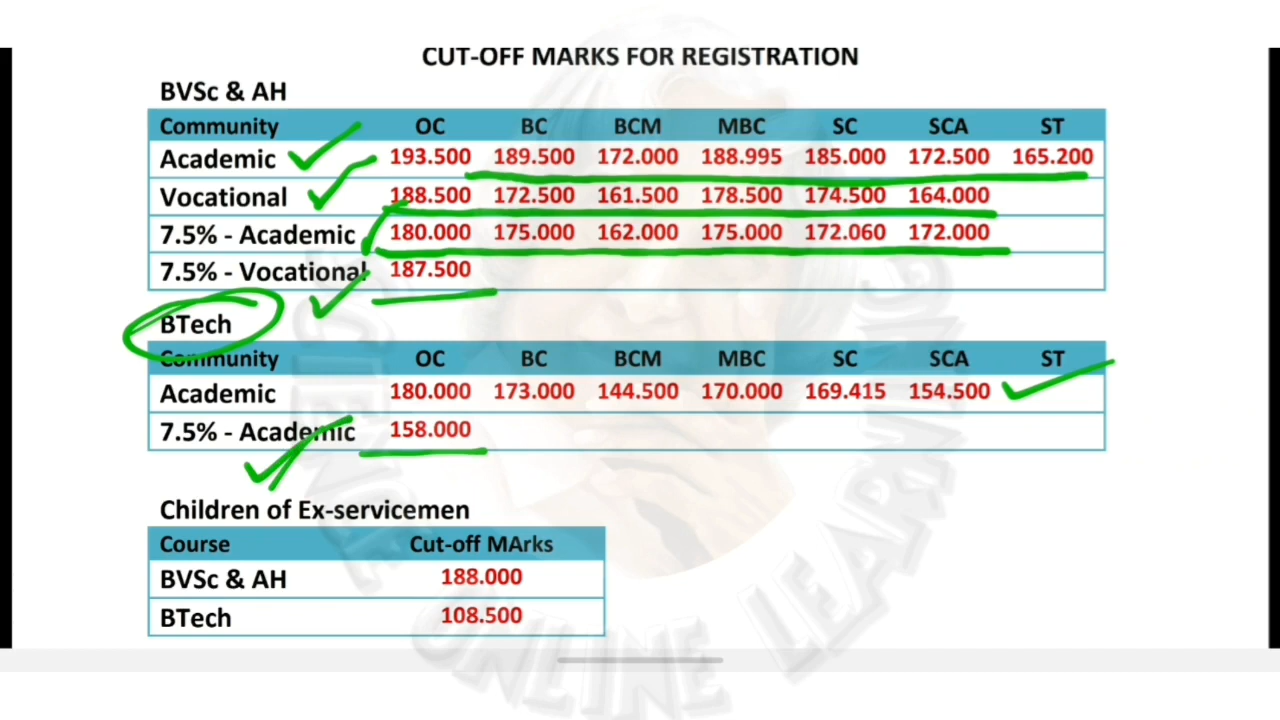 CUT-OFF MARKS FOR REGISTRATION
BVSc & AH
Community OC BC BCM MBC SC SCA ST
Academic 193.500 189.500 172.000 188.995 185.000 172.500 165.200
Vocational 188.500 172.500 161.500 178.500 174.500 164.000
7.5% - Academic 180.000 175.000 162.000 175.000 172.060 172.000
7.5% - Vocational 187.500
BTech
Community OC BC BCM MBC SC SCA ST
Academic 180.000 173.000 144.500 170.000 169.415 154.500
7.5% - Academic 158.000
Children of Ex-servicemen
Course Cut-off MArks
BVSc & AH 188.000
BTech 108.500
SCIENCE ONLINE LEARNING